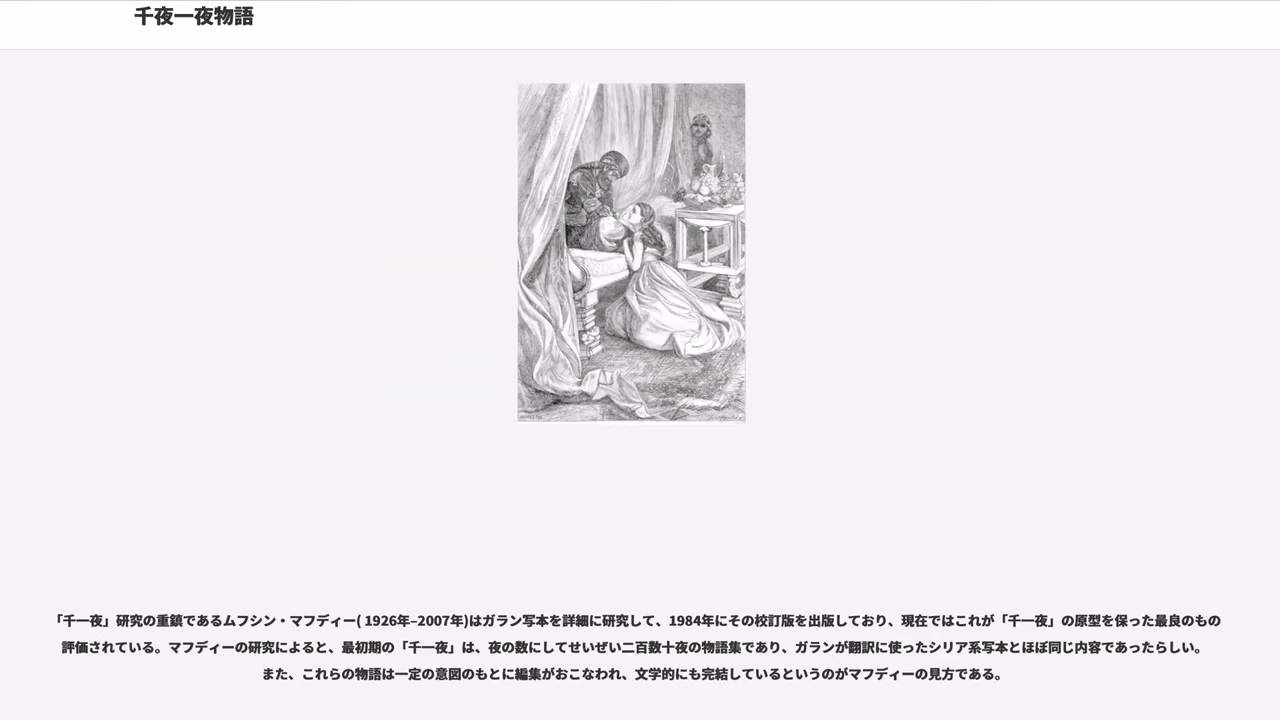 千夜一夜物語
「千一夜」研究の重鎮であるムフシン・マフディー( 1926年–2007年)はガラン写本を詳細に研究して、1984年にその校訂版を出版しており、現在ではこれが「千一夜」の原型を保った最良のもの
評価されている。マフディーの研究によると、最初期の「千一夜」は、夜の数にしてせいぜい二百数十夜の物語集であり、ガランが翻訳に使ったシリア系写本とほぼ同じ内容であったらしい。
また、これらの物語は一定の意図のもとに編集がおこなわれ、文学的にも完結しているというのがマフディーの見方である。